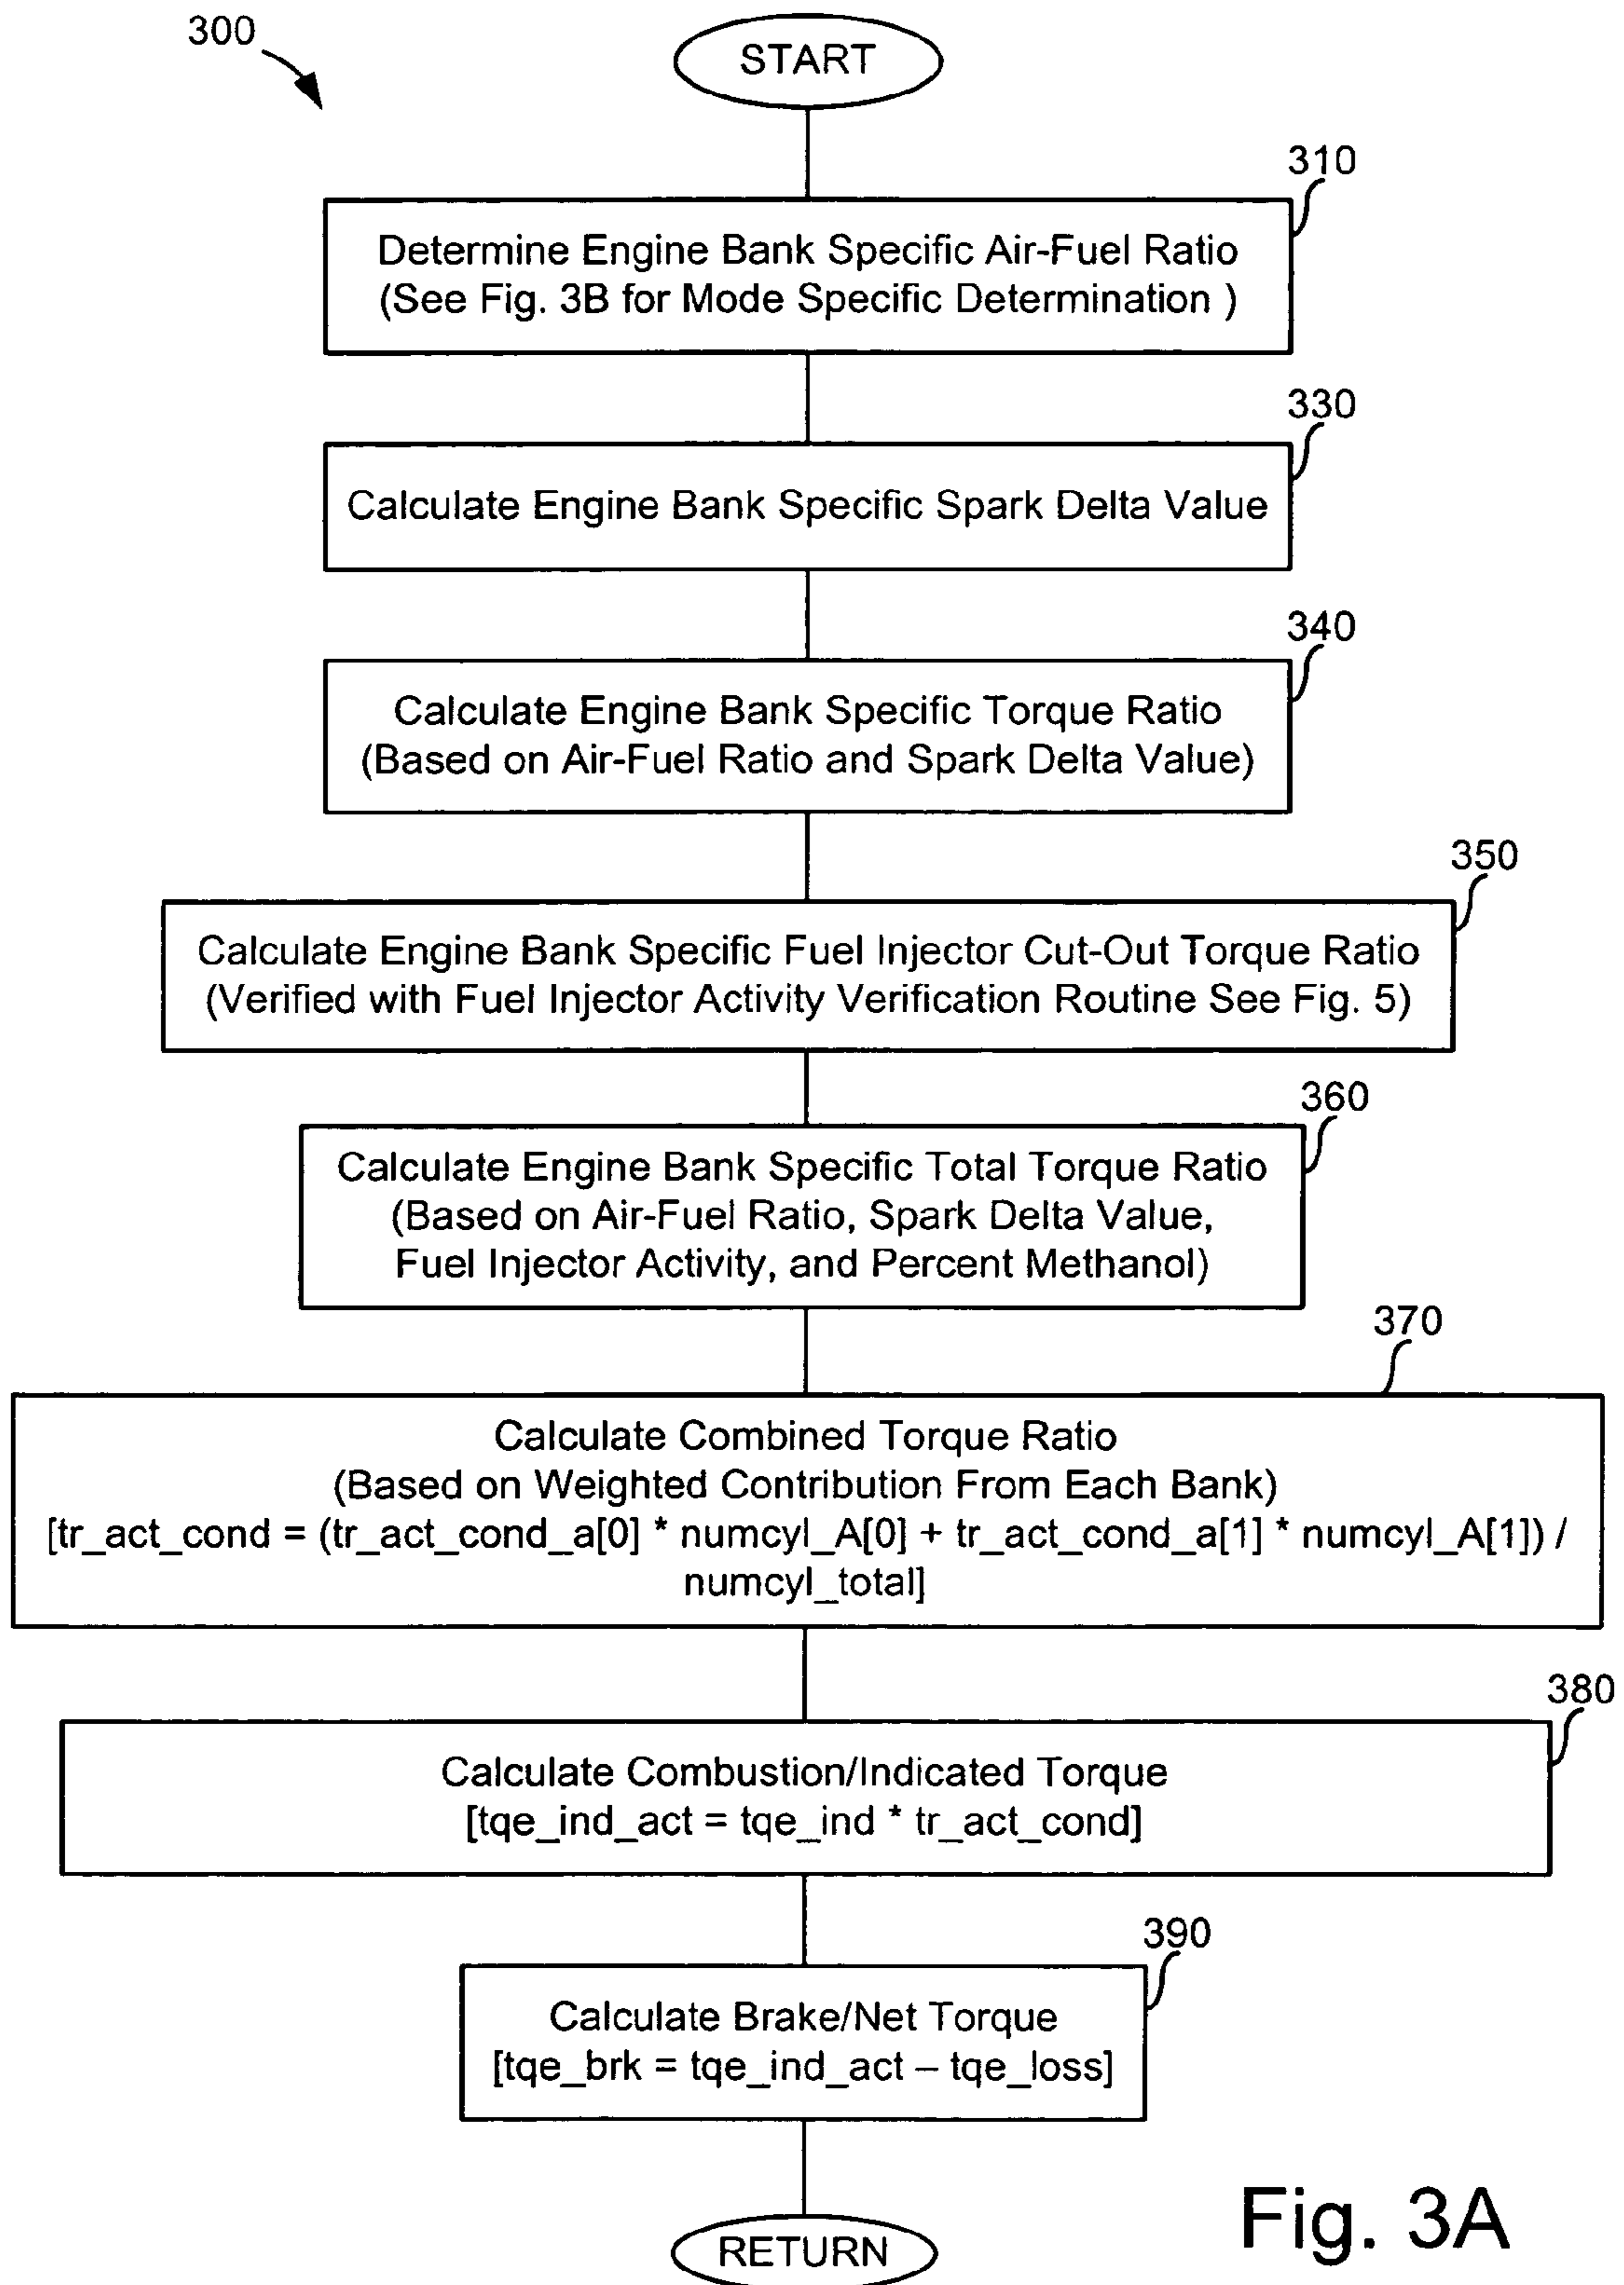 300
START
310
Determine Engine Bank Specific Air-Fuel Ratio
(See Fig. 3B for Mode Specific Determination )
330
Calculate Engine Bank Specific Spark Delta Value
340
Calculate Engine Bank Specific Torque Ratio
(Based on Air-Fuel Ratio and Spark Delta Value)
350
Calculate Engine Bank Specific Fuel Injector Cut-Out Torque Ratio
(Verified with Fuel Injector Activity Verification Routine See Fig. 5)
360
Calculate Engine Bank Specific Total Torque Ratio
(Based on Air-Fuel Ratio, Spark Delta Value,
Fuel Injector Activity, and Percent Methanol)
370
Calculate Combined Torque Ratio
(Based on Weighted Contribution From Each Bank)
[tr_act_cond = (tr_act_cond_a[0] * numcyl_A[0] + tr_act_cond_a[1] * numcyl_A[1]) /
numcyl_total]
380
Calculate Combustion/Indicated Torque
[tqe_ind_act = tqe_ind * tr_act_cond]
390
Calculate Brake/Net Torque
[tqe_brk = tqe_ind_act – tqe_loss]
RETURN
Fig. 3A